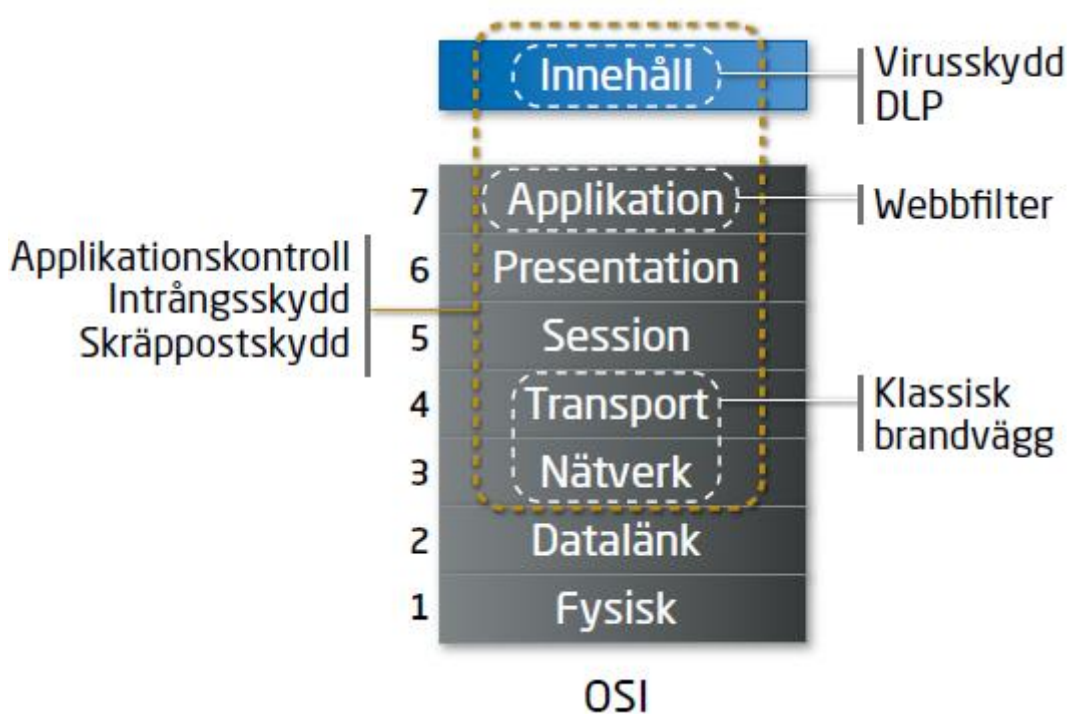 Innehåll
Virusskydd
DLP
7
Applikation
Webbfilter
Applikationskontroll
Intrångsskydd
Skräppostskydd
6
Presentation
5
Session
4
Transport
Klassisk
brandvägg
3
Nätverk
2
Datalänk
1
Fysisk
OSI